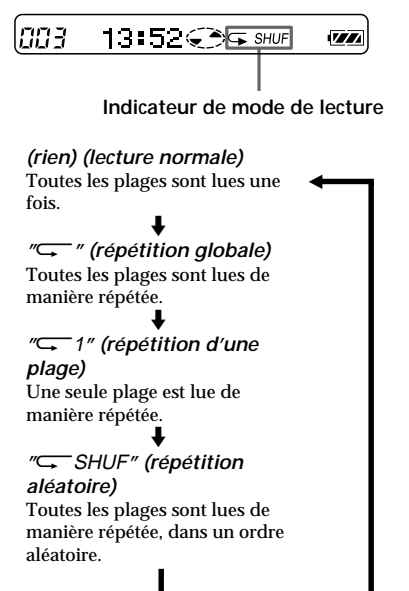 003 13:52 SHUF
Indicateur de mode de lecture
(rien) (lecture normale)
Toutes les plages sont lues une
fois.
" " (répétition globale)
Toutes les plages sont lues de
manière répétée.
" 1" (répétition d'une
plage)
Une seule plage est lue de
manière répétée.
" SHUF" (répétition
aléatoire)
Toutes les plages sont lues de
manière répétée, dans un ordre
aléatoire.